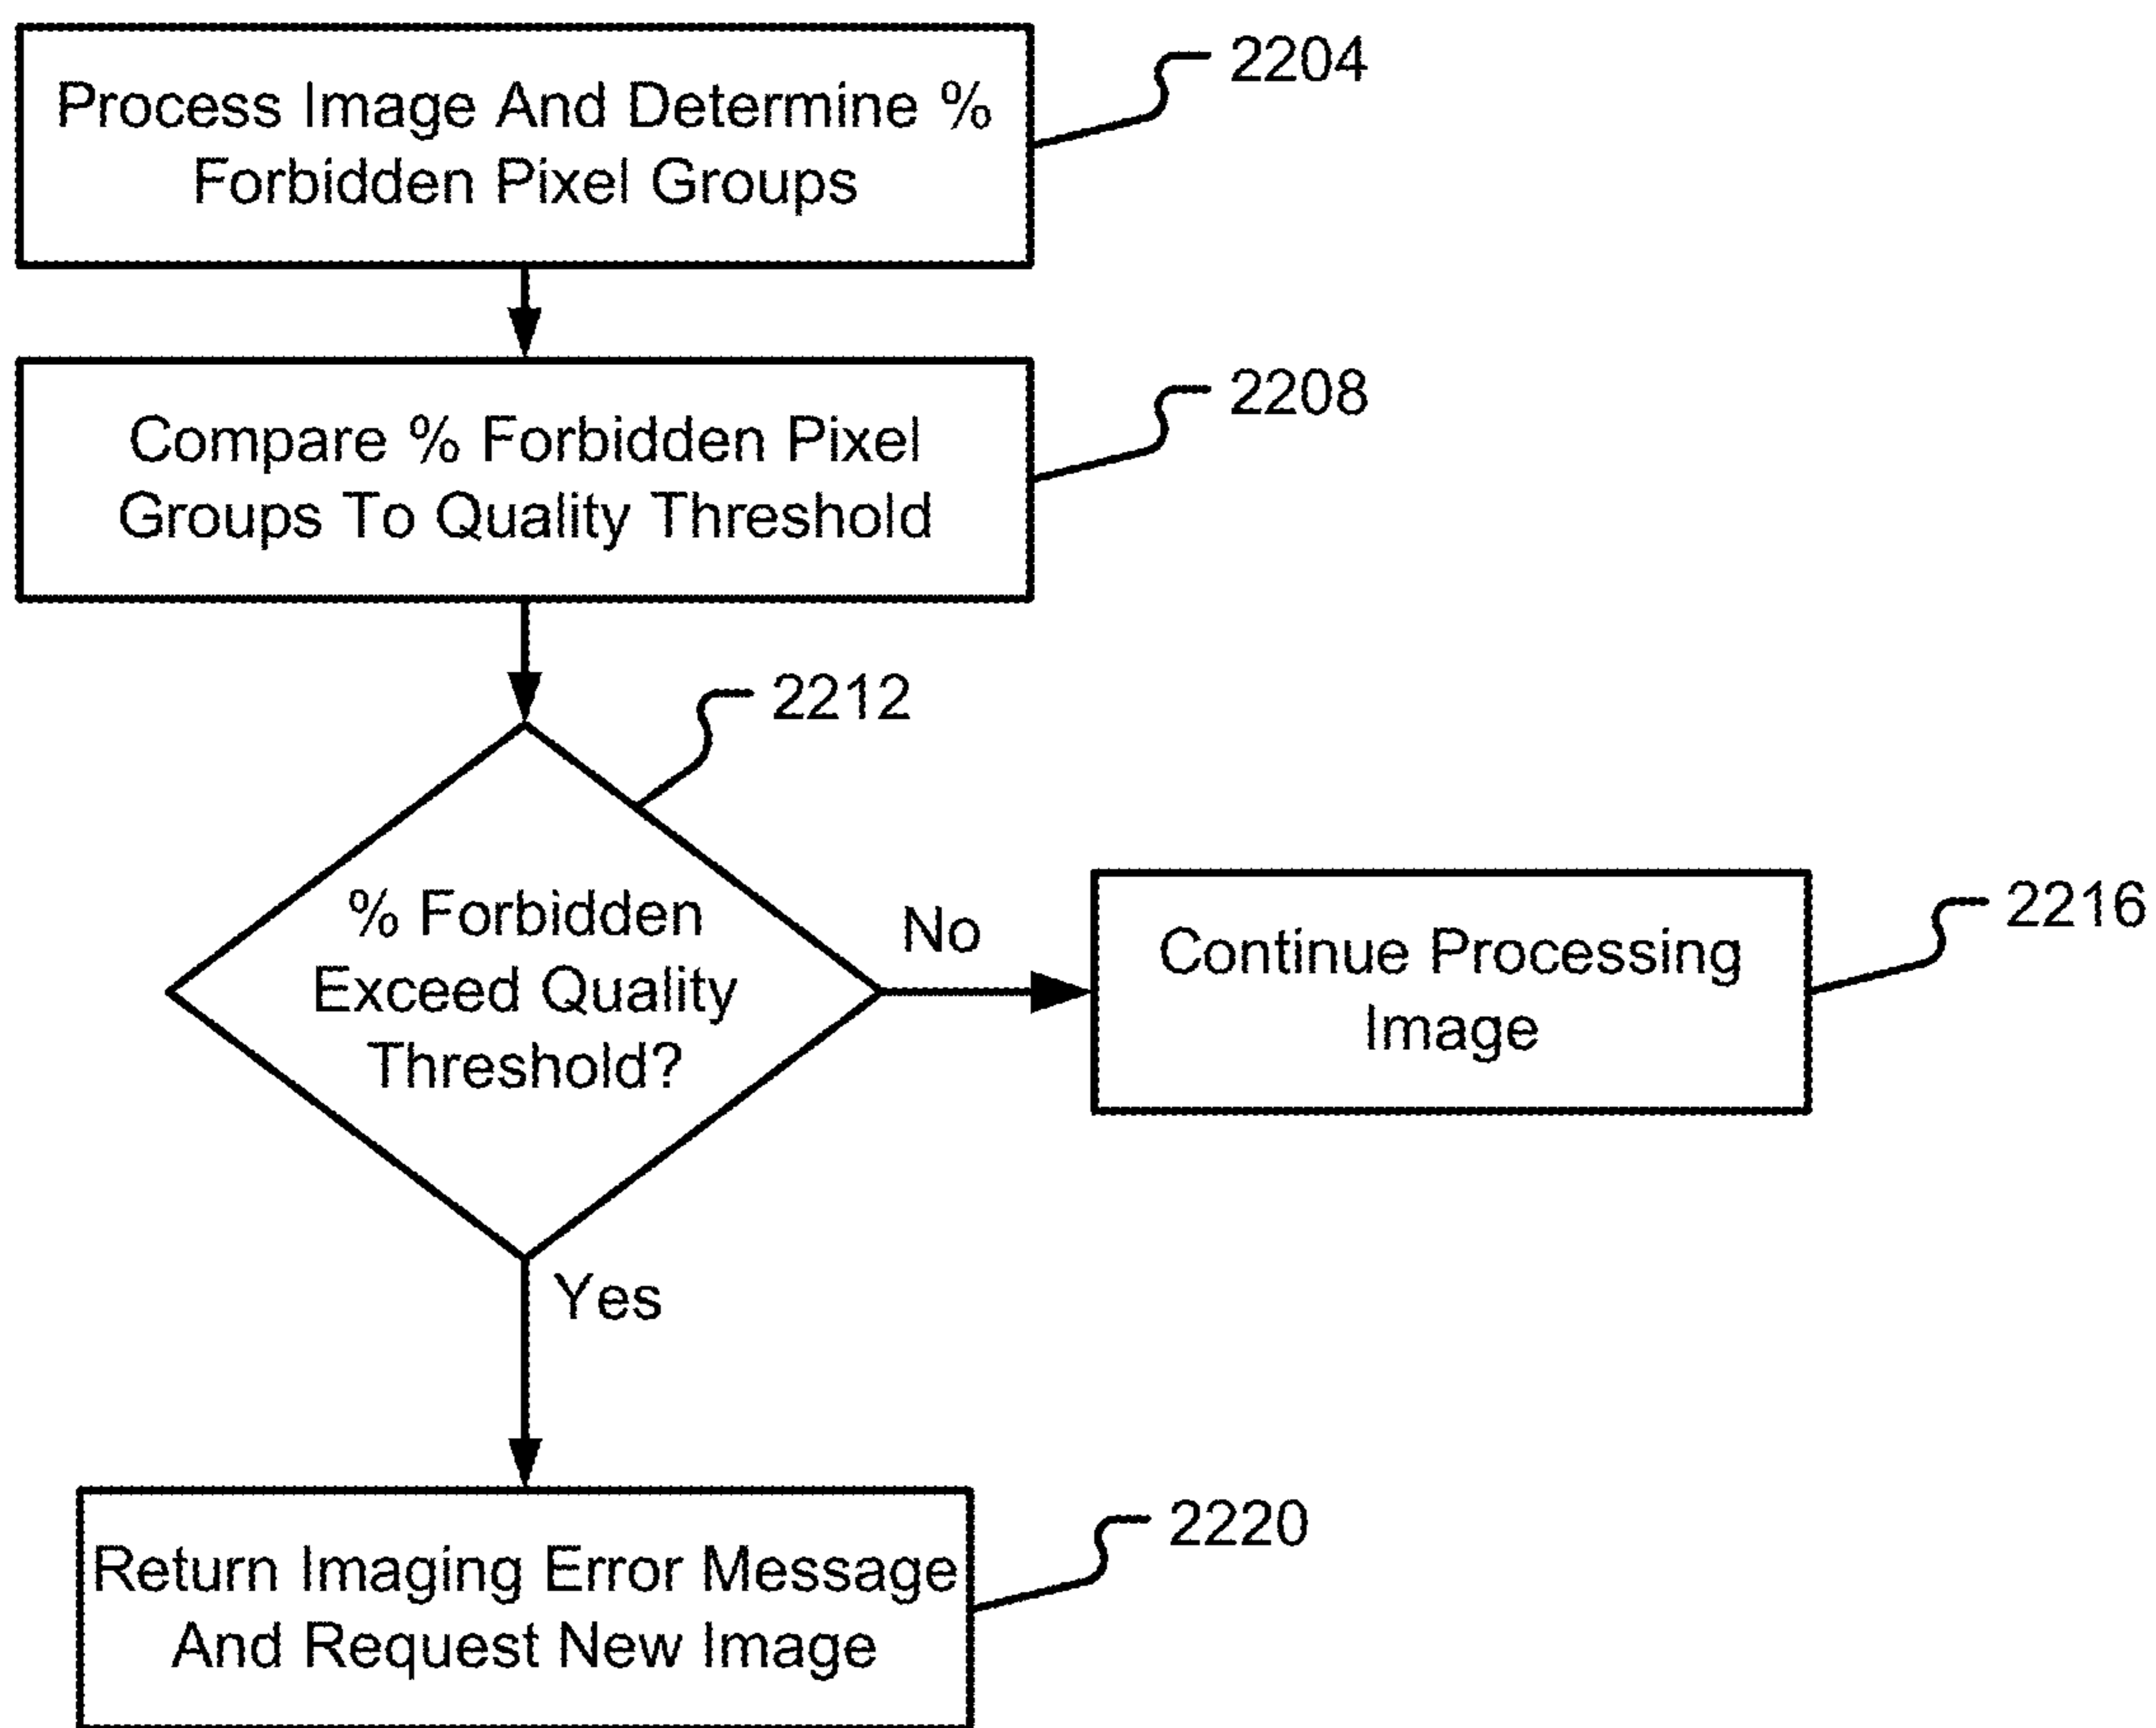 Process Image And Determine %
Forbidden Pixel Groups
2204
Compare % Forbidden Pixel
Groups To Quality Threshold
2208
2212
% Forbidden
Exceed Quality
Threshold?
No
Continue Processing
Image
2216
Yes
Return Imaging Error Message
And Request New Image
2220